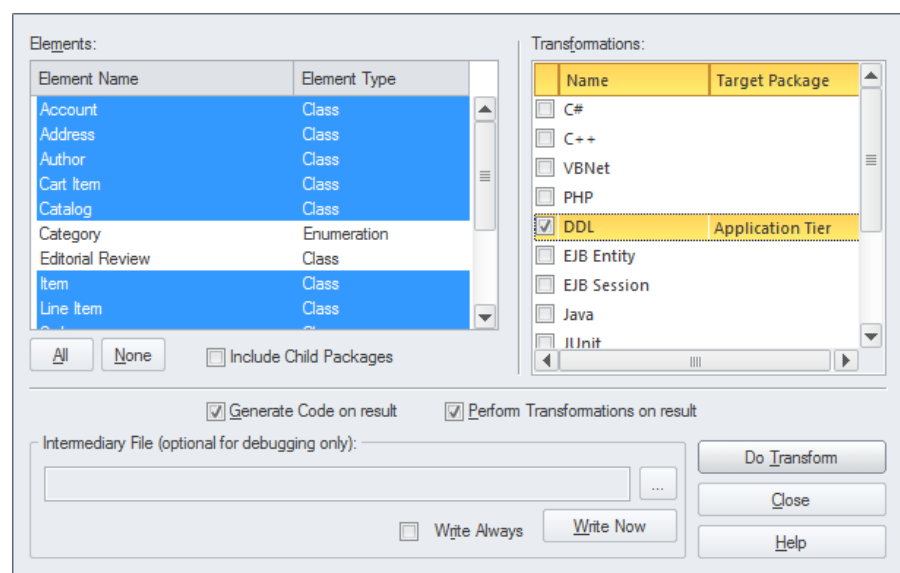 Elements:
Element Name Element Type
Account Class
Address Class
Author Class
Cart Item Class
Catalog Class
Category Enumeration
Editorial Review Class
Item Class
Line Item Class
All None Include Child Packages
Transformations:
Name Target Package
C#
C++
VBNet
PHP
DDL Application Tier
EJB Entity
EJB Session
Java
JUnit
Generate Code on result Perform Transformations on result
Intermediary File (optional for debugging only):
...
Write Always Write Now
Do Transform
Close
Help